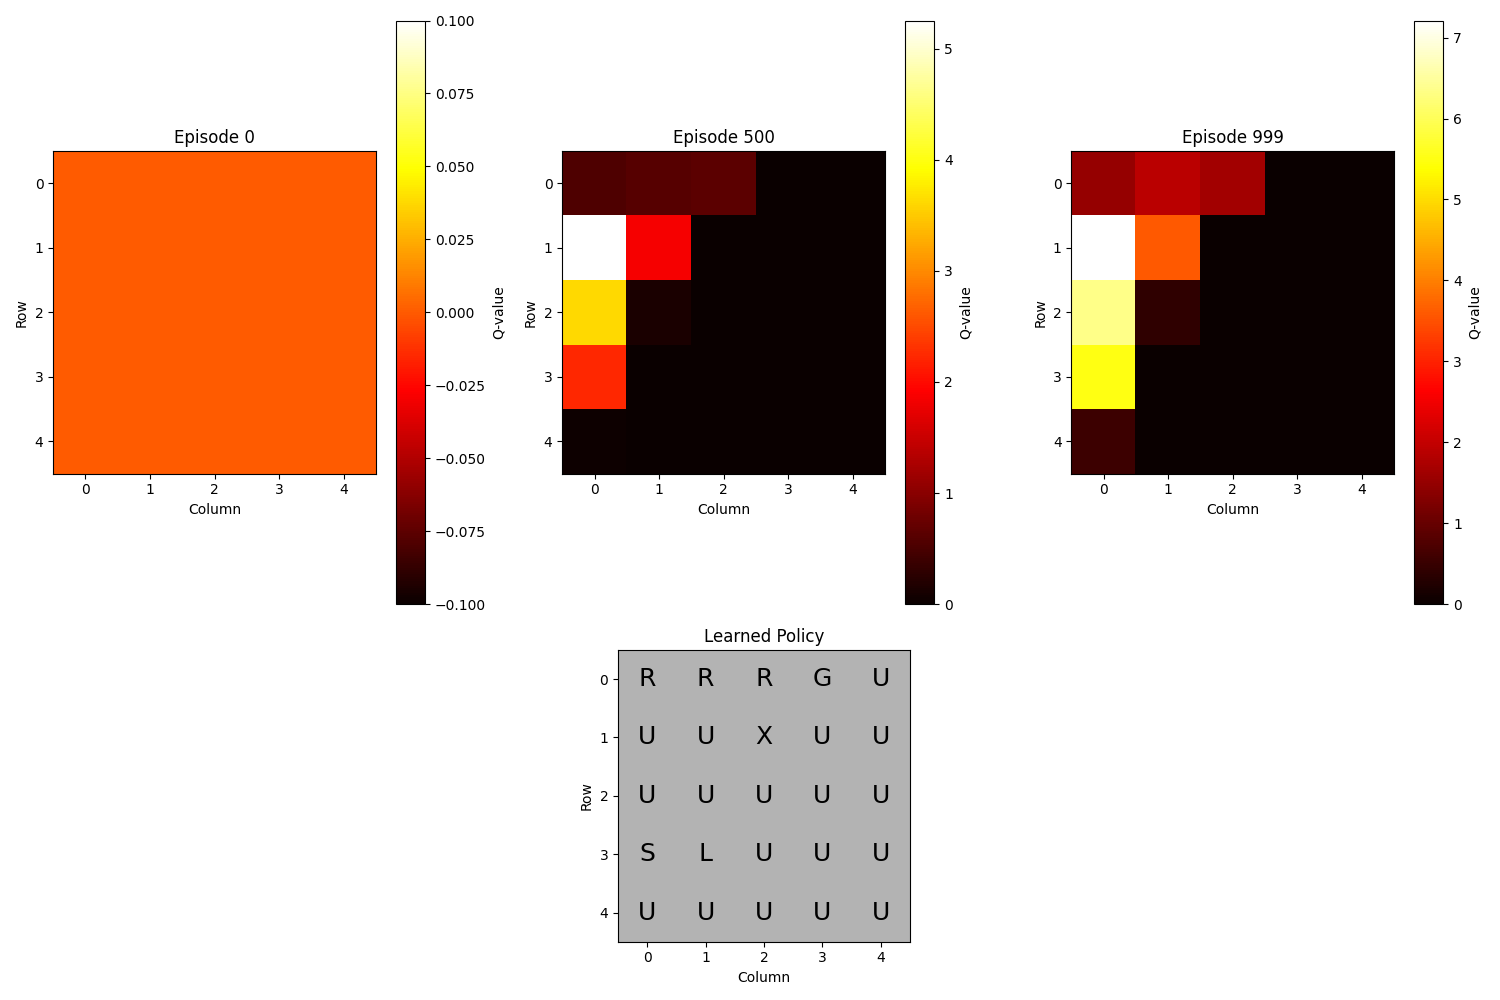 Episode 0
Row
0
1
2
3
4
0 1 2 3 4
Column
0.100
0.075
0.050
0.025
0.000
−0.025
−0.050
−0.075
−0.100
Q-value
Episode 500
Row
0
1
2
3
4
0 1 2 3 4
Column
5
4
3
2
1
0
Q-value
Episode 999
Row
0
1
2
3
4
0 1 2 3 4
Column
7
6
5
4
3
2
1
0
Q-value
Learned Policy
Row
0 R R R G U
1 U U X U U
2 U U U U U
3 S L U U U
4 U U U U U
0 1 2 3 4
Column